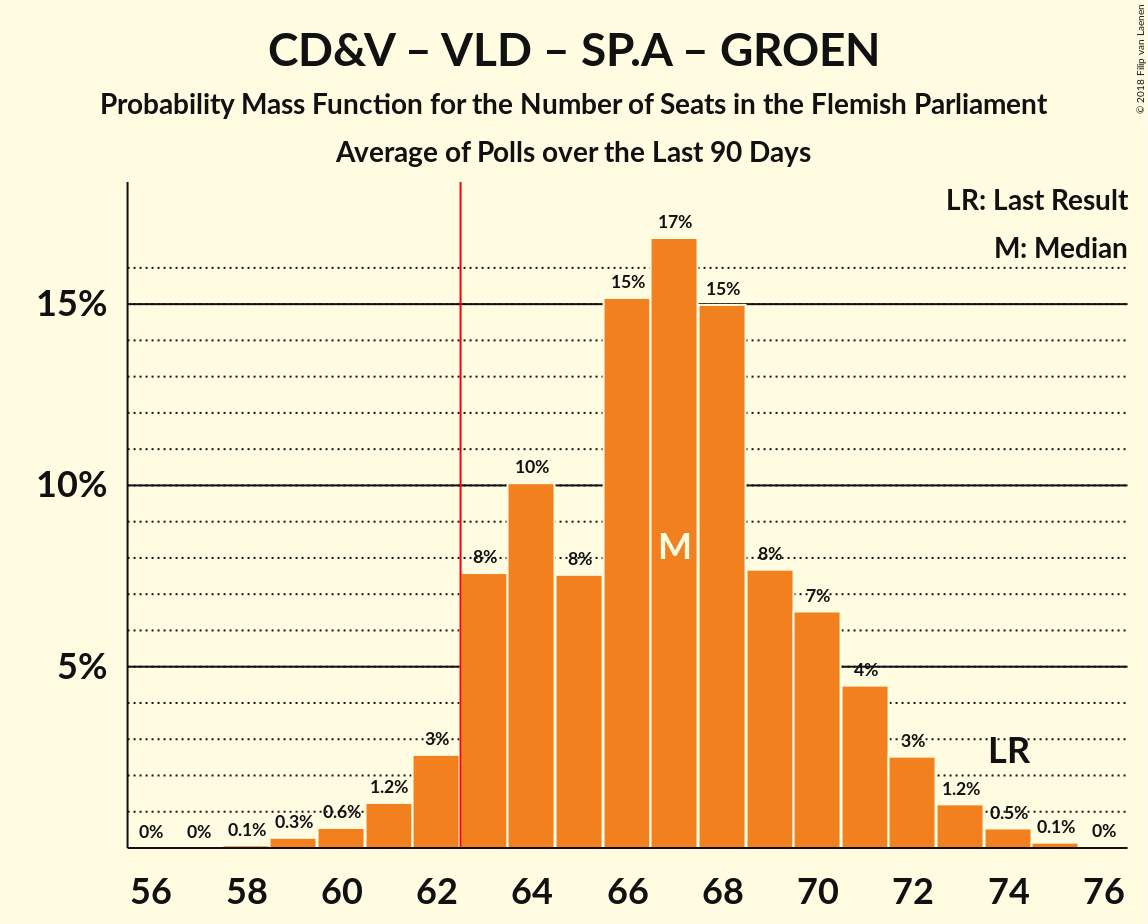 CD&V – VLD – SP.A – GROEN
Probability Mass Function for the Number of Seats in the Flemish Parliament
Average of Polls over the Last 90 Days
© 2018 Filip van Laenen
LR: Last Result
M: Median
17%
15%
15%
15%
10%
10%
M
8%
8%
8%
7%
5%
4%
3%
3%
LR
1.2%
1.2%
0.6%
0.5%
0.3%
0.1%
0.1%
0%
0%
0%
56 58 60 62 64 66 68 70 72 74 76